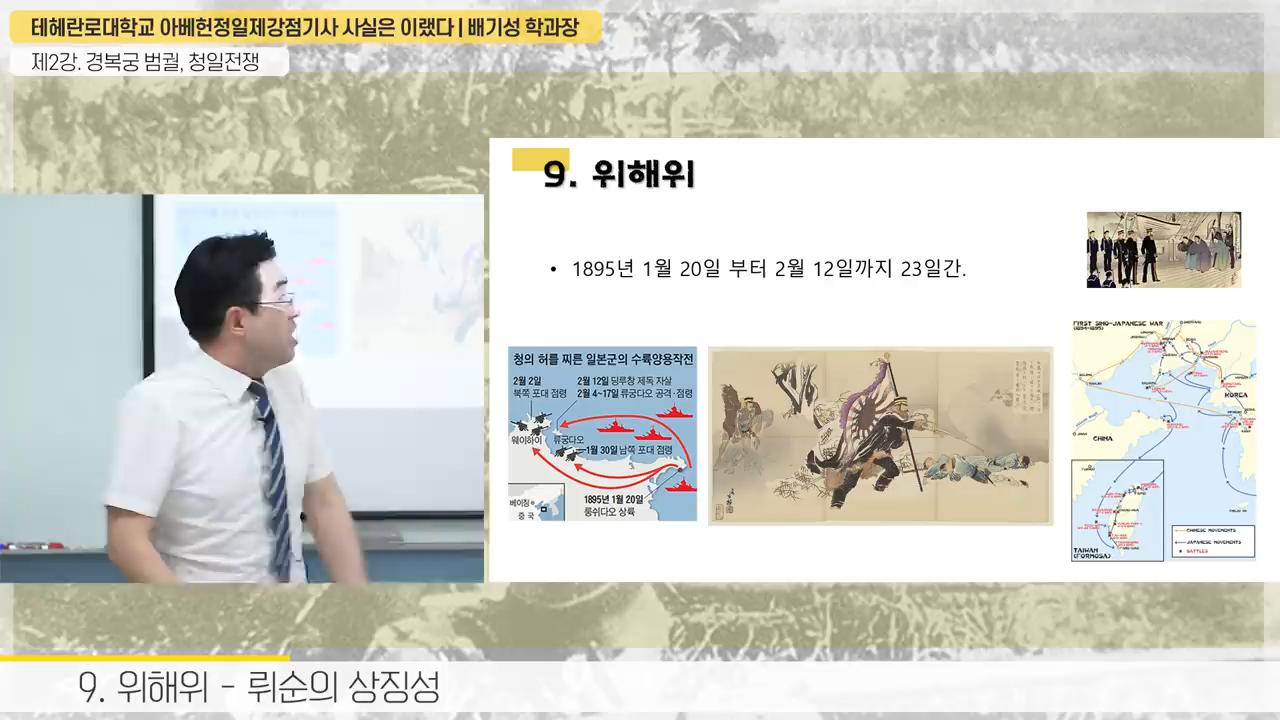 테헤란로대학교 아베헌정일제강점기사 사실은 이랬다 | 배기성 학과장
제2강. 경복궁 범궐, 청일전쟁
9. 위해위
• 1895년 1월 20일 부터 2월 12일까지 23일간.
청의 허를 찌른 일본군의 수륙양용작전
2월 2일
북쪽 포대 점령
2월 12일 딩루창 제독 자살
2월 4~17일 류궁다오 공격·점령
웨이하이
류궁다오
1월 30일 남쪽 포대 점령
1895년 1월 20일
룽쉬다오 상륙
베이징
중국
FIRST SINO-JAPANESE WAR
(1894-1895)
KOREA
CHINA
TAIWAN
(FORMOSA)
CHINESE MOVEMENTS
JAPANESE MOVEMENTS
BATTLES
9. 위해위 - 뤼순의 상징성